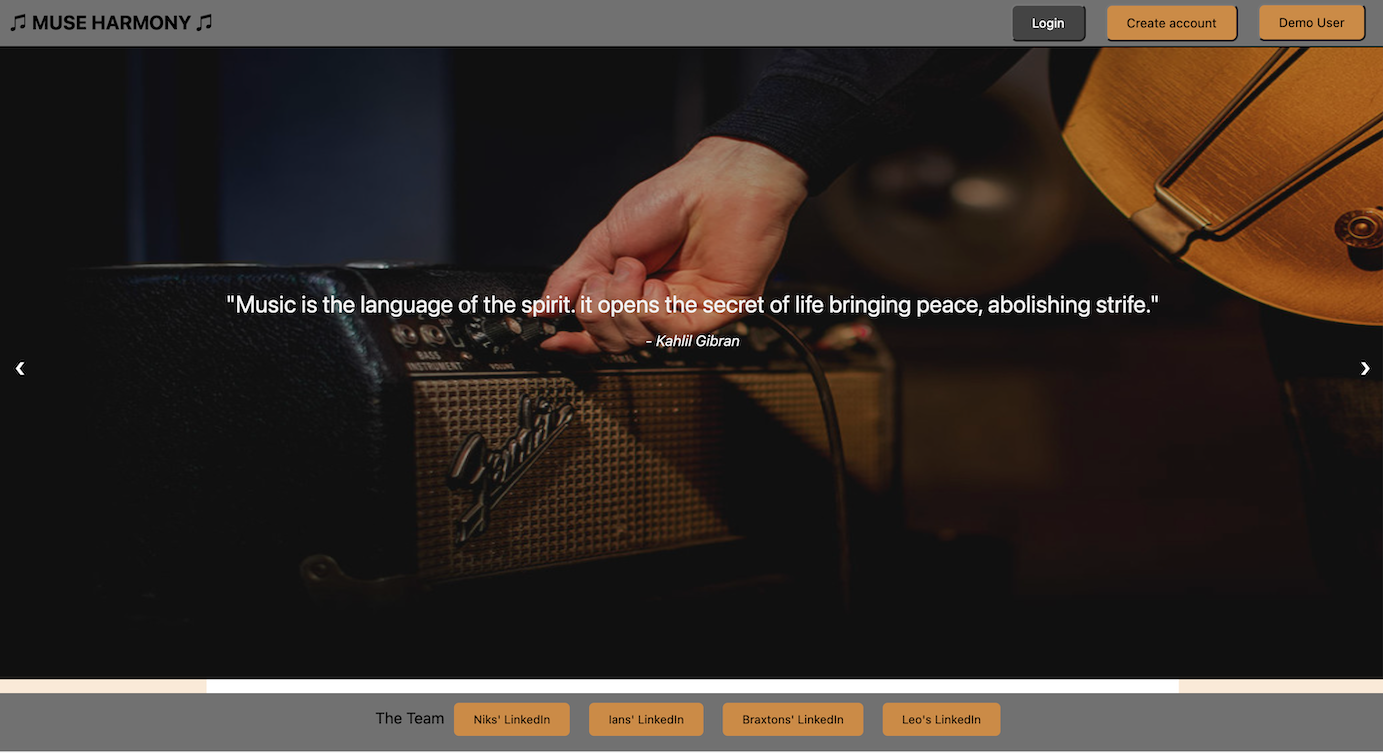 ♫ MUSE HARMONY ♫
Login
Create account
Demo User
"Music is the language of the spirit. it opens the secret of life bringing peace, abolishing strife."
- Kahlil Gibran
‹
›
BASS
INSTRUMENT
VOLUME
Fender
The Team
Niks' LinkedIn
Ians' LinkedIn
Braxtons' LinkedIn
Leo's LinkedIn